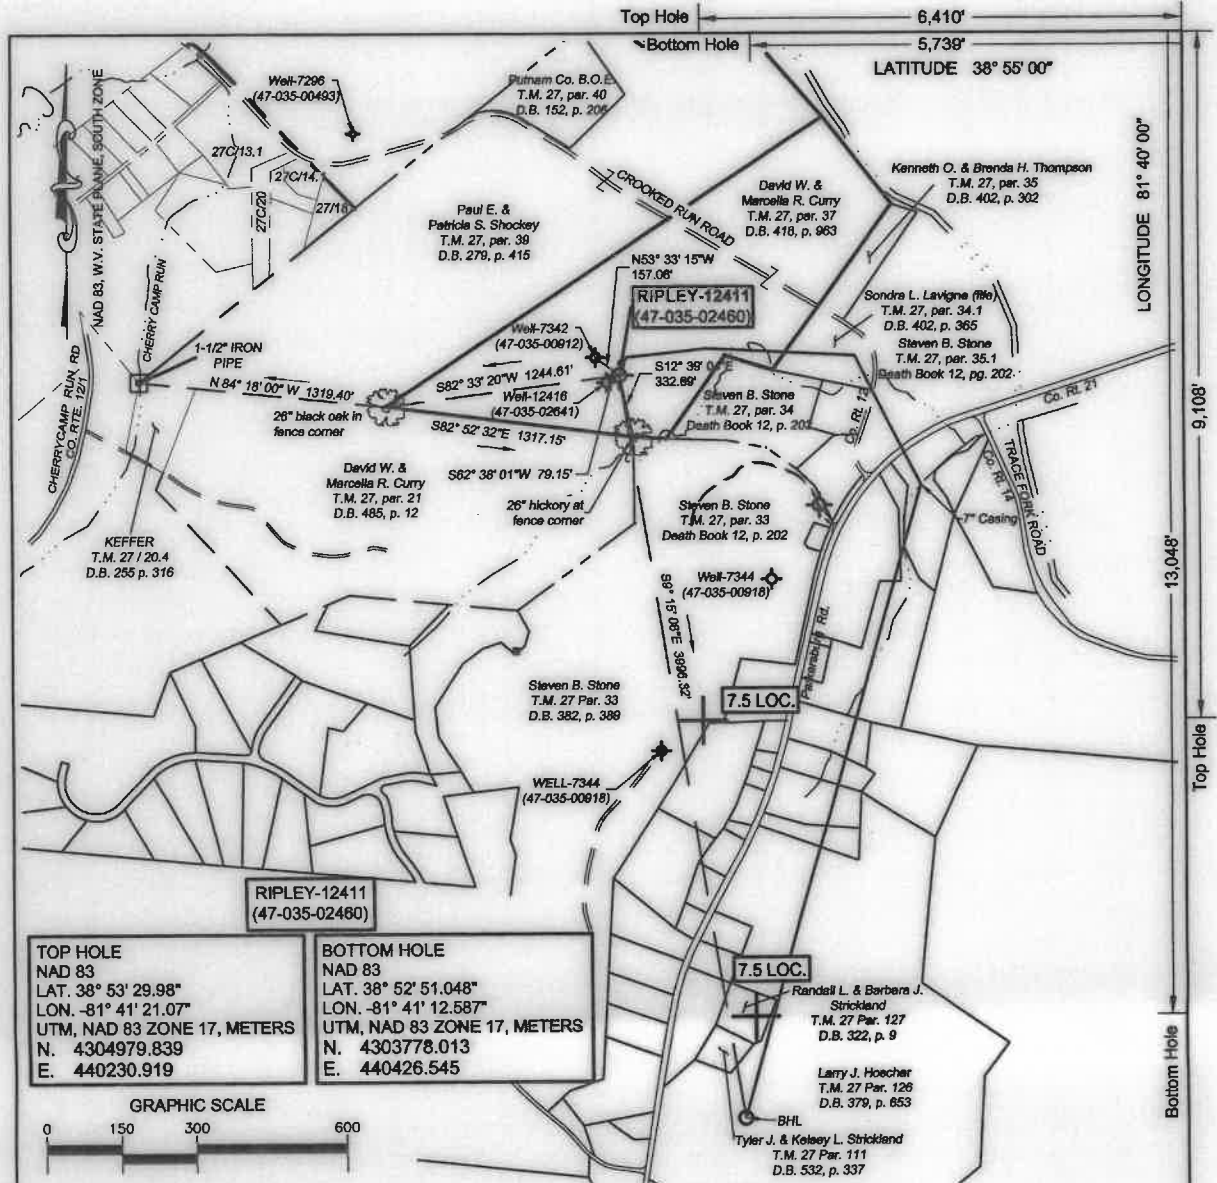 Top Hole
6,410'
Bottom Hole
5,739'
LATITUDE 38° 55' 00"
LONGITUDE 81° 40' 00"
NAD 83, W.V. STATE PLANE, SOUTH ZONE
Well-7296
(47-035-00493)
Putnam Co. B.O.E.
T.M. 27, par. 40
D.B. 152, p. 206
27C/13.1
27C/14.1
27C/20
27/18
CHERRY CAMP RUN
Paul E. &
Patricia S. Shockey
T.M. 27, par. 39
D.B. 279, p. 415
CROOKED RUN ROAD
David W. &
Marcella R. Curry
T.M. 27, par. 37
D.B. 418, p. 963
Kenneth O. & Brenda H. Thompson
T.M. 27, par. 35
D.B. 402, p. 302
N53° 33' 15"W
157.06'
RIPLEY-12411
(47-035-02460)
Sondra L. Lavigne (life)
T.M. 27, par. 34.1
D.B. 402, p. 365
Steven B. Stone
T.M. 27, par. 35.1
Death Book 12, pg. 202
Well-7342
(47-035-00912)
1-1/2" IRON
PIPE
N 84° 18' 00" W 1319.40'
S82° 33' 20"W 1244.61'
Well-12416
(47-035-02641)
S12° 39' 04"E
332.69'
26" black oak in
fence corner
S82° 52' 32"E 1317.15'
Steven B. Stone
T.M. 27, par. 34
Death Book 12, p. 202
Co. Rt. 21
CHERRYCAMP RUN RD
CO. RTE. 12/1
David W. &
Marcella R. Curry
T.M. 27, par. 21
D.B. 485, p. 12
S62° 38' 01"W 79.15'
26" hickory at
fence corner
Steven B. Stone
T.M. 27, par. 33
Death Book 12, p. 202
7" Casing
Co. Rt. 14
TRACE FORK ROAD
9,108'
13,048'
KEFFER
T.M. 27 / 20.4
D.B. 255 p. 316
Well-7344
(47-035-00918)
S9° 15' 06"E 3996.32'
Parkersburg Rd.
Steven B. Stone
T.M. 27 Par. 33
D.B. 382, p. 389
7.5 LOC.
Top Hole
WELL-7344
(47-035-00918)
RIPLEY-12411
(47-035-02460)
TOP HOLE
NAD 83
LAT. 38° 53' 29.98"
LON. -81° 41' 21.07"
UTM, NAD 83 ZONE 17, METERS
N. 4304979.839
E. 440230.919
BOTTOM HOLE
NAD 83
LAT. 38° 52' 51.048"
LON. -81° 41' 12.587"
UTM, NAD 83 ZONE 17, METERS
N. 4303778.013
E. 440426.545
7.5 LOC.
Randall L. & Barbara J.
Strickland
T.M. 27 Par. 127
D.B. 322, p. 9
Larry J. Hoschar
T.M. 27 Par. 126
D.B. 379, p. 653
BHL
Tyler J. & Kelsey L. Strickland
T.M. 27 Par. 111
D.B. 532, p. 337
Bottom Hole
GRAPHIC SCALE
0 150 300 600